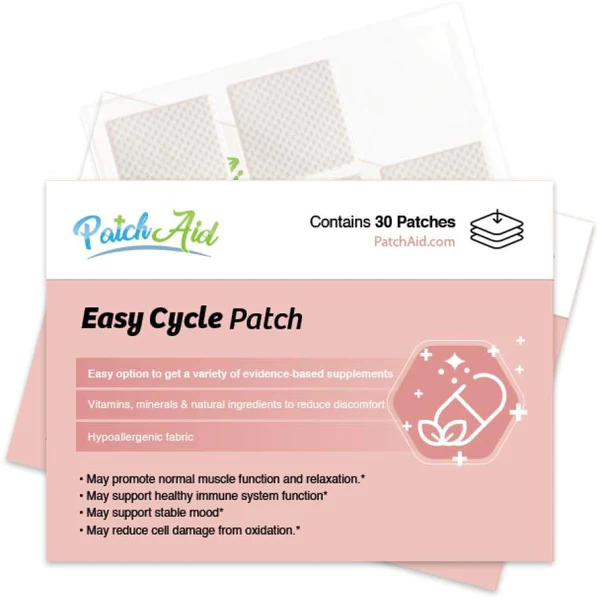 Patch Aid
Contains 30 Patches
PatchAid.com
Easy Cycle Patch
Easy option to get a variety of evidence-based supplements
Vitamins, minerals & natural ingredients to reduce discomfort
Hypoallergenic fabric
• May promote normal muscle function and relaxation.*
• May support healthy immune system function*
• May support stable mood*
• May reduce cell damage from oxidation.*